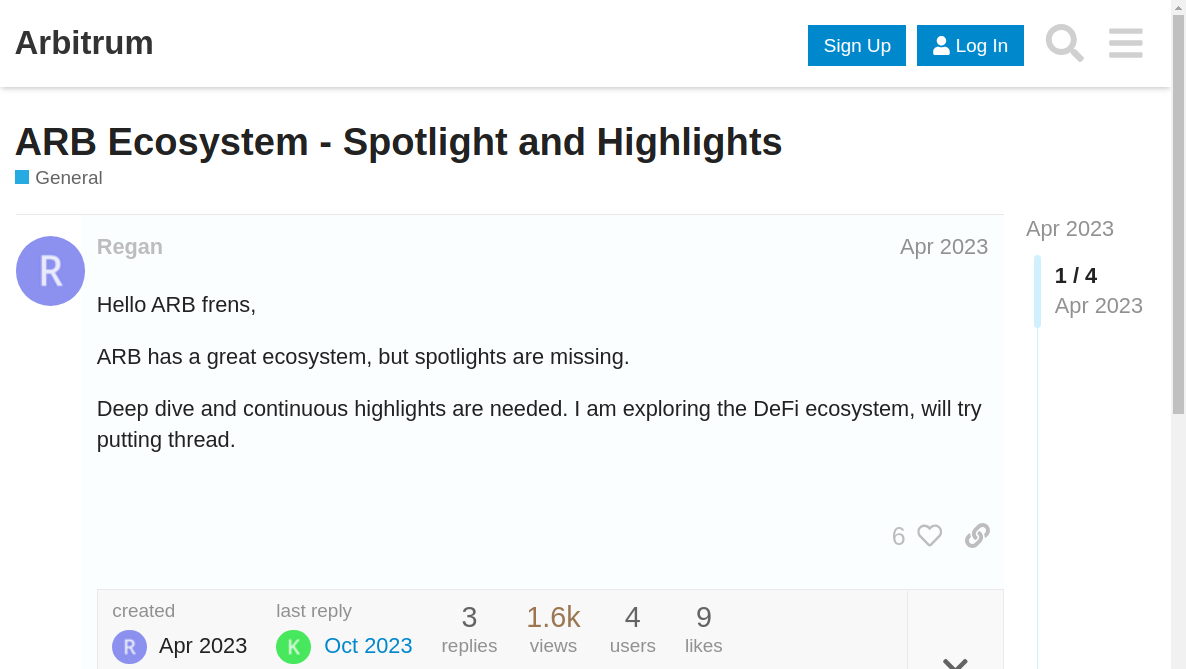 Arbitrum
Sign Up
Log In
ARB Ecosystem - Spotlight and Highlights
General
R
Regan
Apr 2023
Hello ARB frens,
ARB has a great ecosystem, but spotlights are missing.
Deep dive and continuous highlights are needed. I am exploring the DeFi ecosystem, will try
putting thread.
6
Apr 2023
1 / 4
Apr 2023
created
R Apr 2023
last reply
K Oct 2023
3
replies
1.6k
views
4
users
9
likes